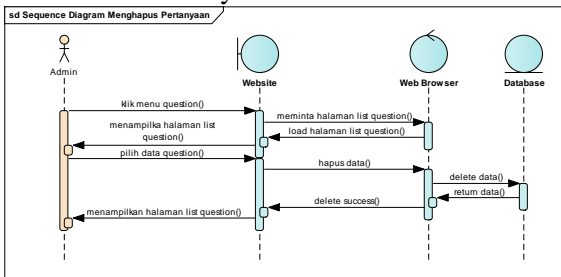 sd Sequence Diagram Menghapus Pertanyaan
Admin
Website
Web Browser
Database
klik menu question()
meminta halaman list question()
load halaman list question()
menampilka halaman list
question()
pilih data question()
hapus data()
delete data()
return data()
delete success()
menampilkan halaman list question()